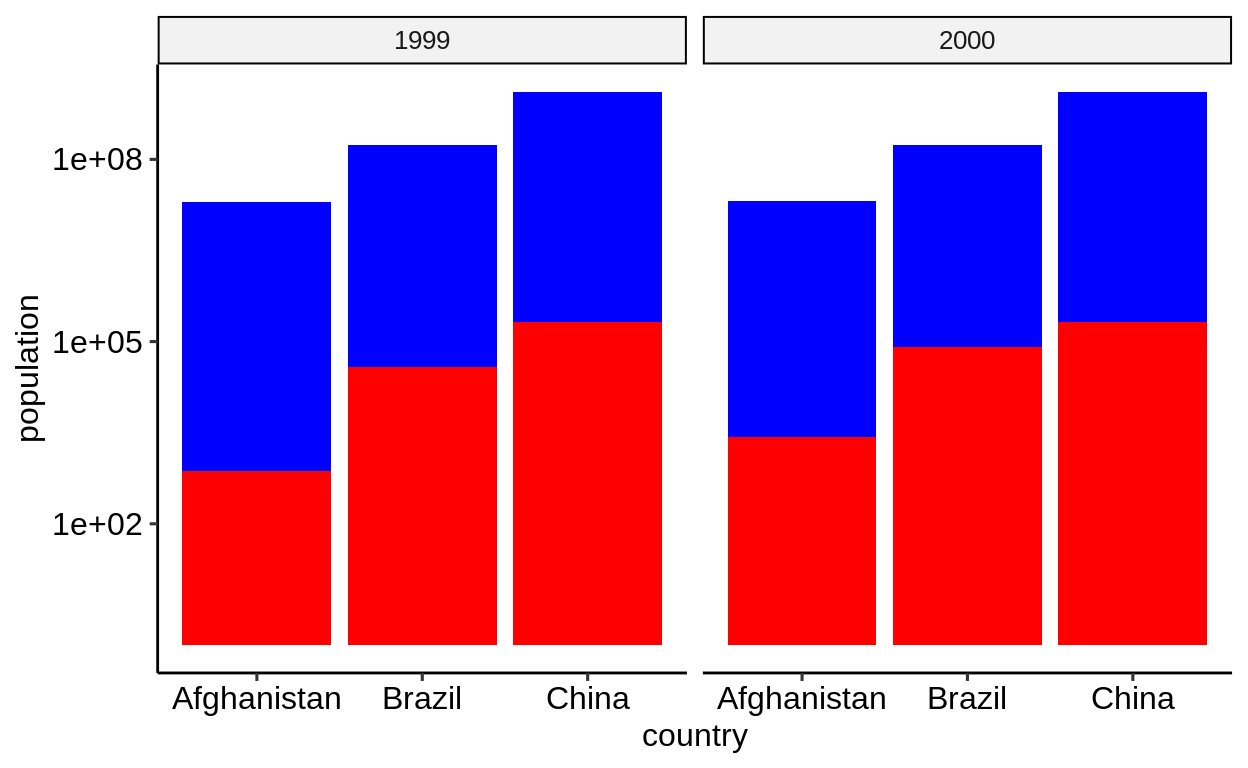 1999
2000
1e+08
1e+05
1e+02
population
Afghanistan Brazil China
Afghanistan Brazil China
country